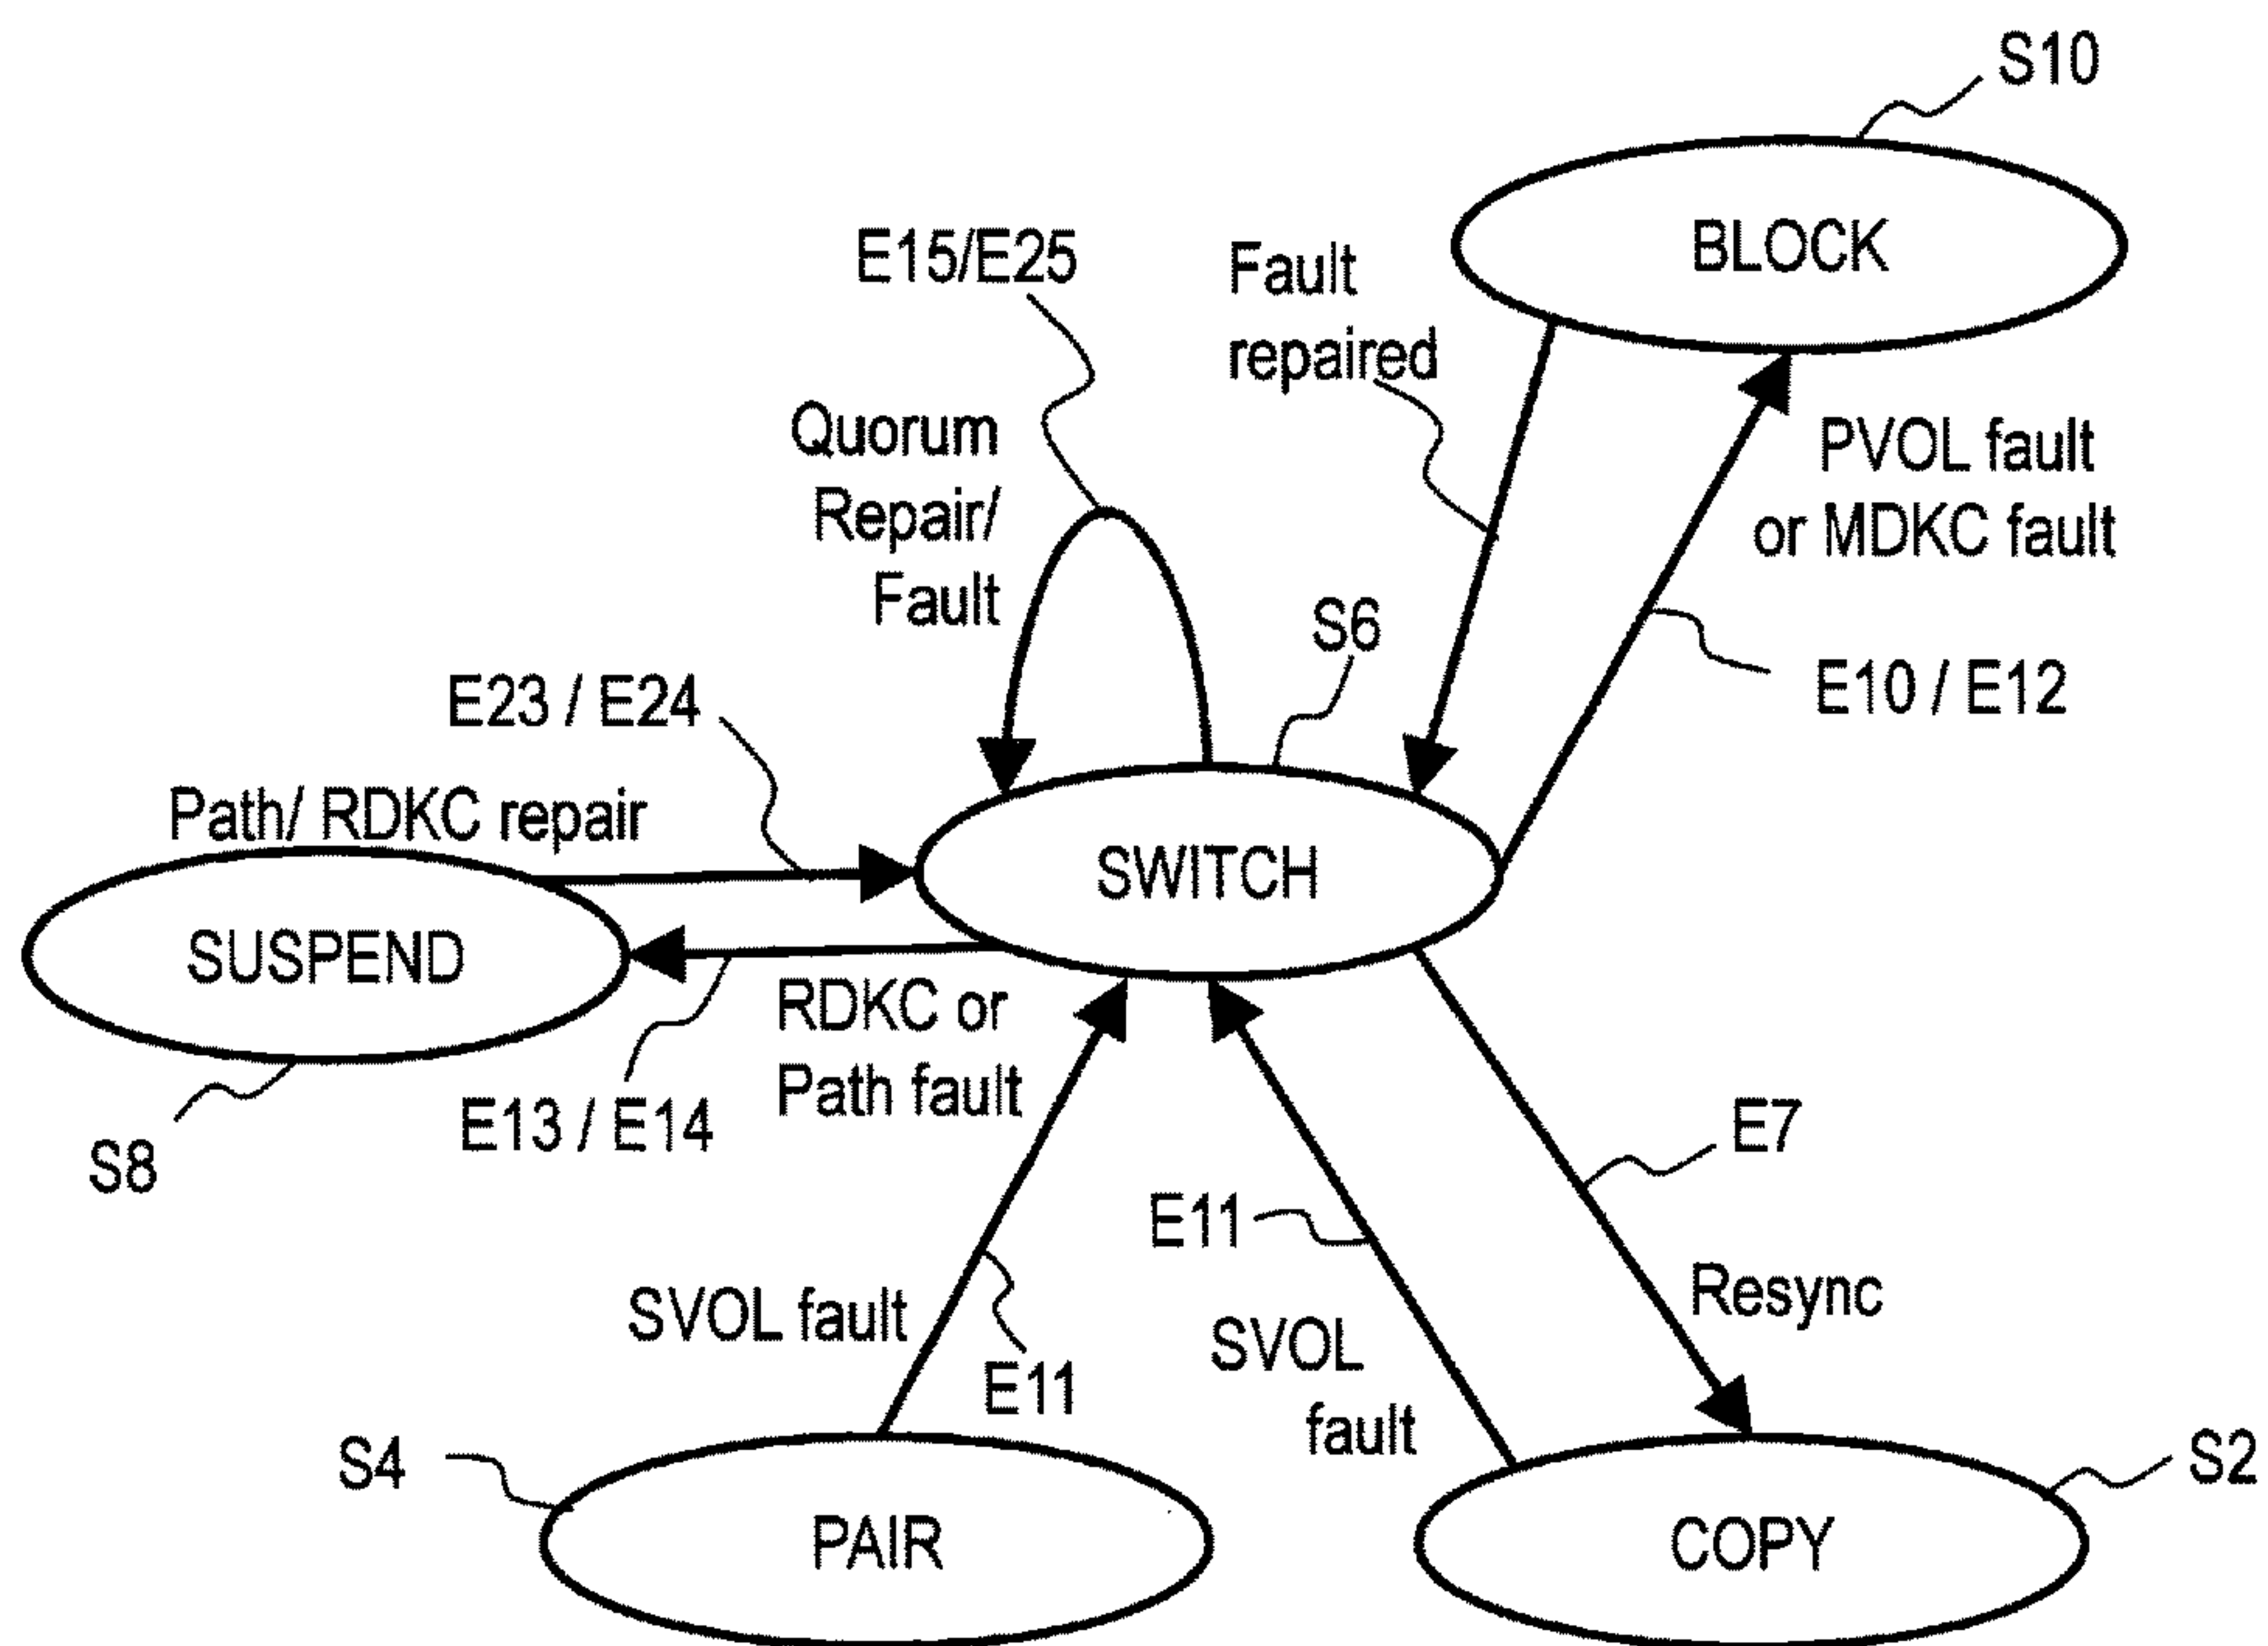 S10
BLOCK
E15/E25
Fault
repaired
Quorum
Repair/
Fault
PVOL fault
or MDKC fault
S6
E10 / E12
E23 / E24
Path/ RDKC repair
SWITCH
SUSPEND
RDKC or
Path fault
E13 / E14
S8
E7
E11
Resync
SVOL fault
E11
SVOL
fault
S4
S2
PAIR
COPY